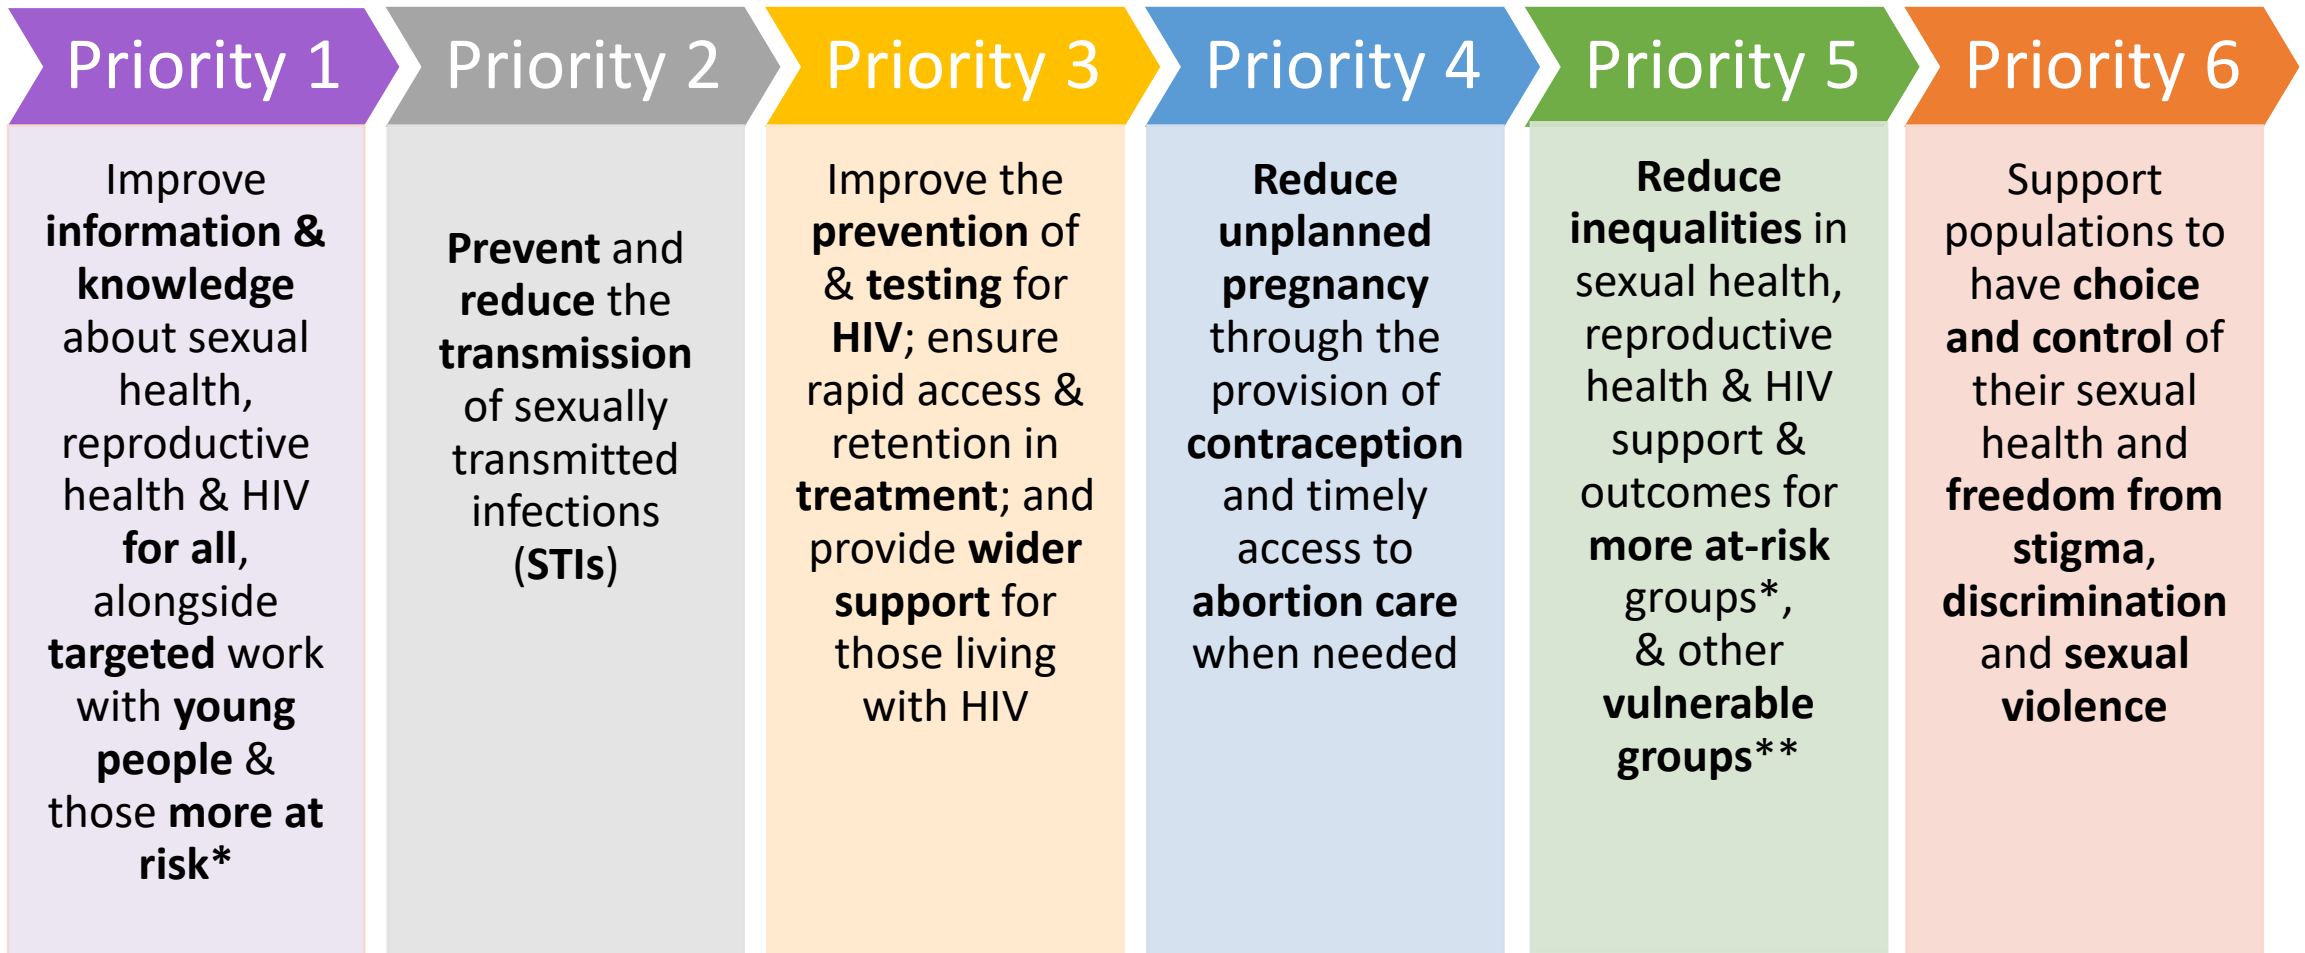 Priority 1
Improve
information &
knowledge
about sexual
health,
reproductive
health & HIV
for all,
alongside
targeted work
with young
people &
those more at
risk*
Priority 2
Prevent and
reduce the
transmission
of sexually
transmitted
infections
(STIs)
Priority 3
Improve the
prevention of
& testing for
HIV; ensure
rapid access &
retention in
treatment; and
provide wider
support for
those living
with HIV
Priority 4
Reduce
unplanned
pregnancy
through the
provision of
contraception
and timely
access to
abortion care
when needed
Priority 5
Reduce
inequalities in
sexual health,
reproductive
health & HIV
support &
outcomes for
more at-risk
groups*,
& other
vulnerable
groups**
Priority 6
Support
populations to
have choice
and control of
their sexual
health and
freedom from
stigma,
discrimination
and sexual
violence